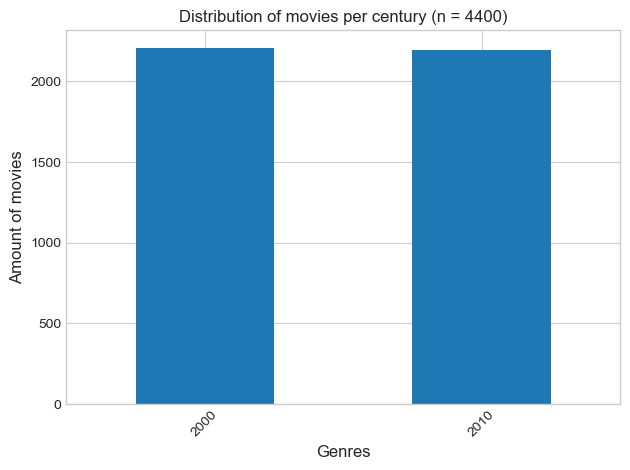 Distribution of movies per century (n = 4400)
Amount of movies
2000
1500
1000
500
0
2000
2010
Genres